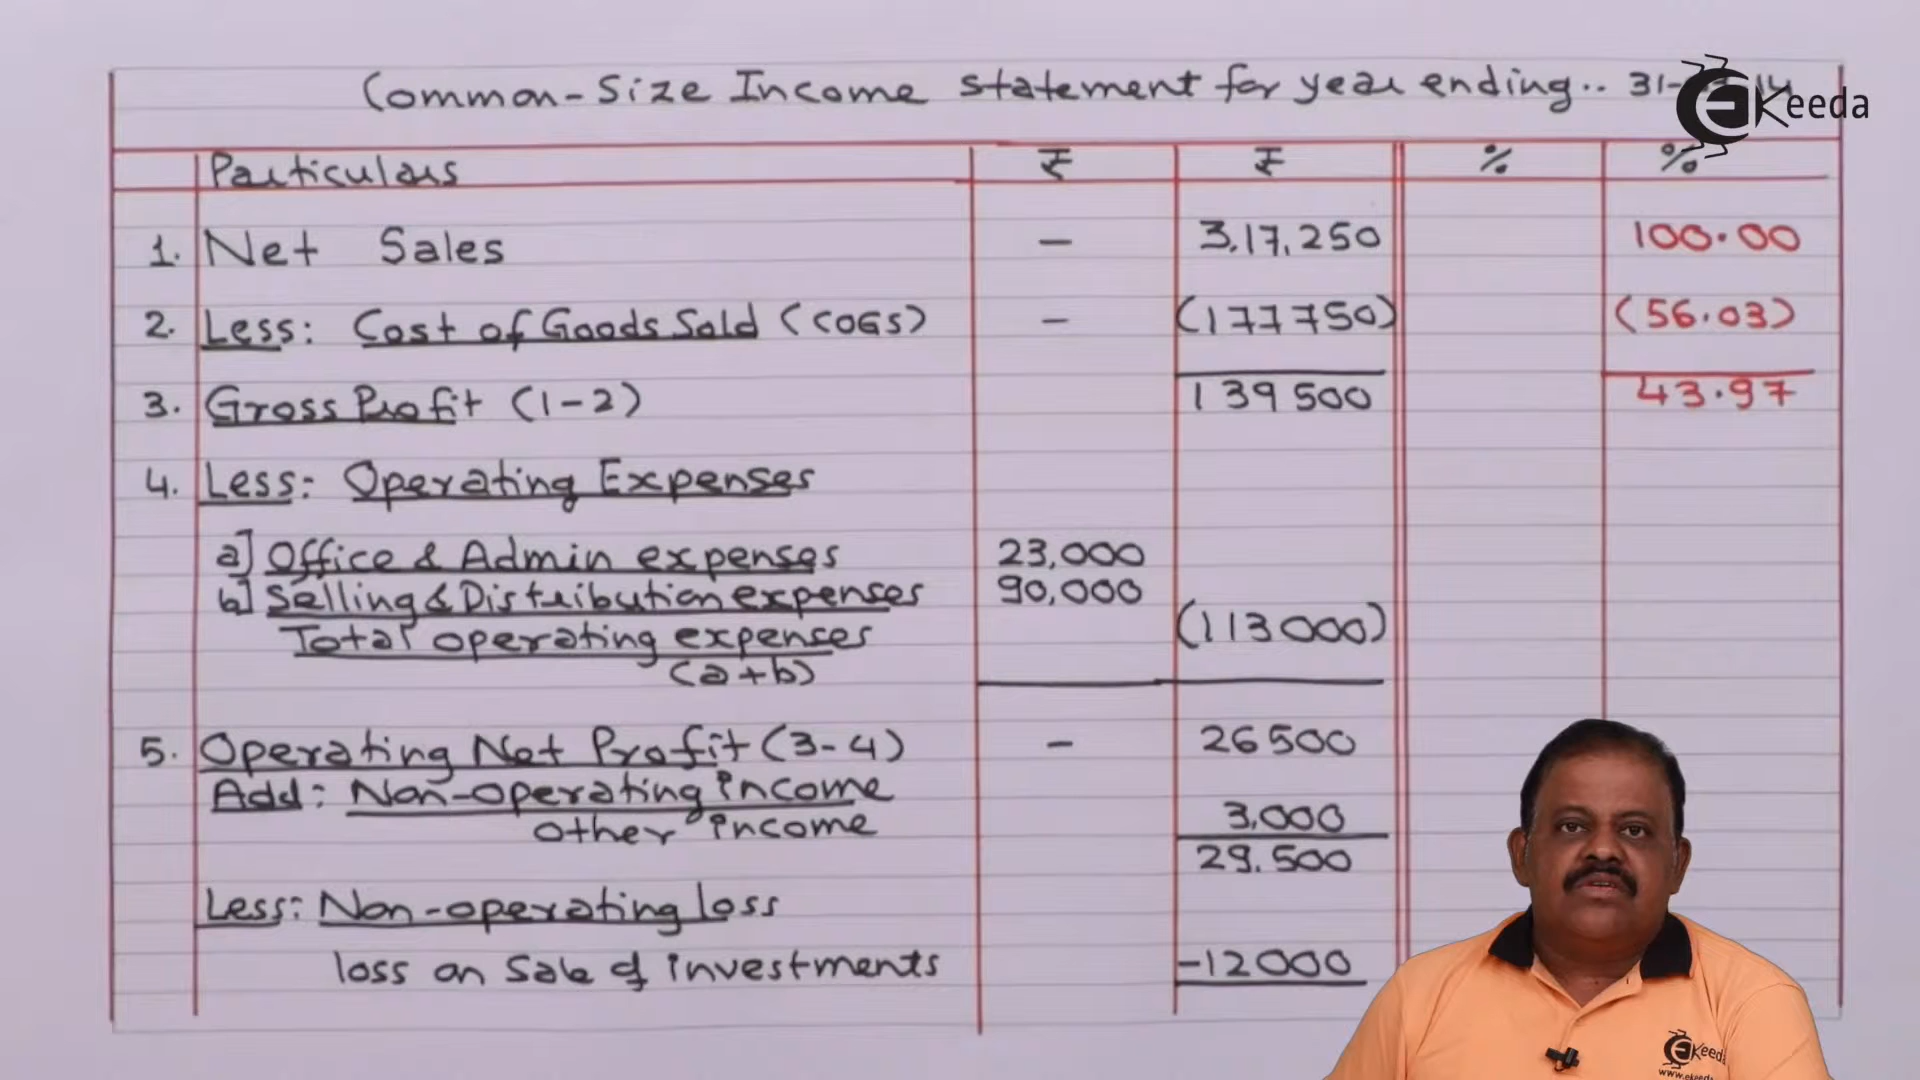 Common-Size Income statement for year ending.. 31-
EKeeda
Particulars ₹ ₹ % %
1. Net Sales – 3,17,250 100.00
2. Less: Cost of Goods Sold (COGS) – (177750) (56.03)
3. Gross Profit (1-2) 139500 43.97
4. Less: Operating Expenses
a] Office & Admin expenses 23,000
b] Selling & Distribution expenses 90,000
Total operating expenses (113000)
(a+b)
5. Operating Net Profit (3-4) – 26500
Add: Non-operating income
other income 3,000
29,500
Less: Non-operating loss
loss on Sale of investments -12000
EKeeda